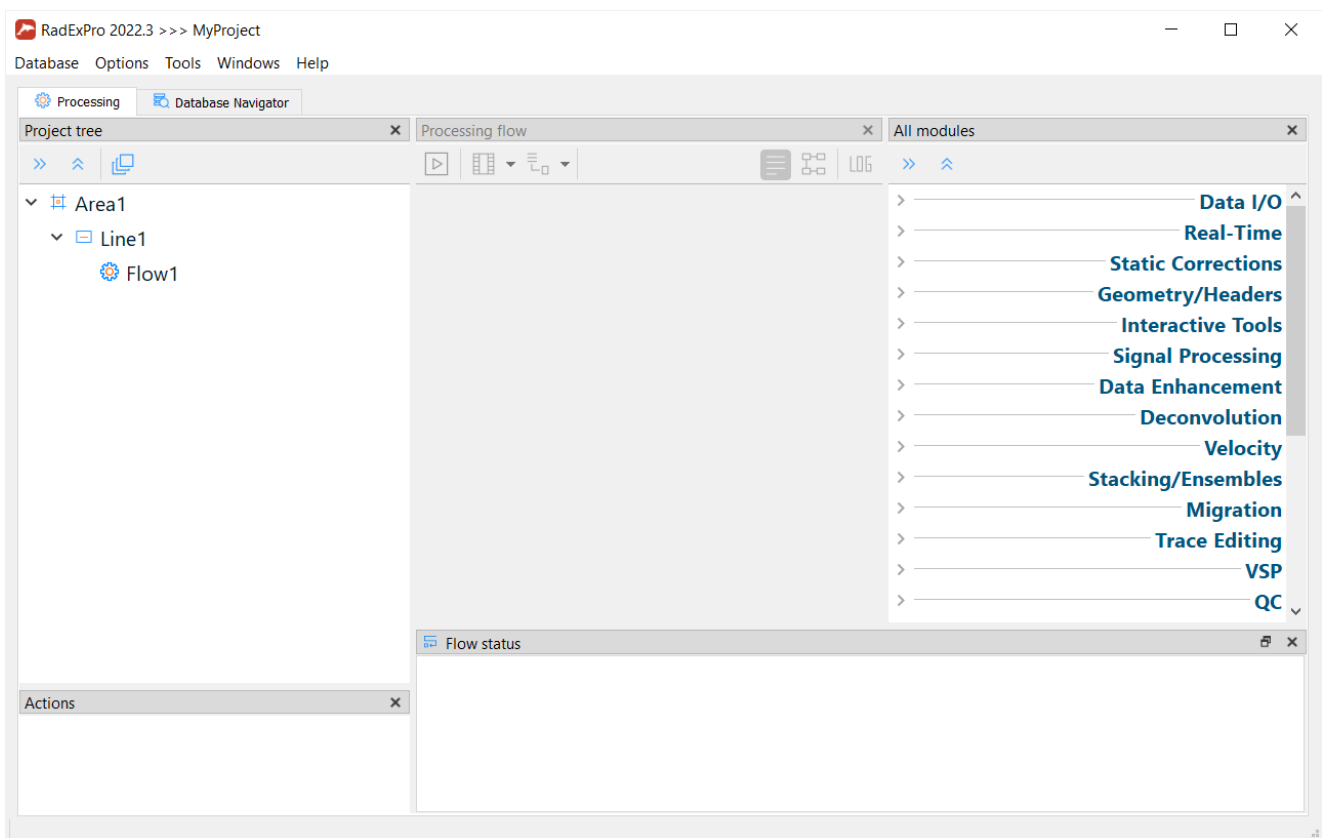 RadExPro 2022.3 >>> MyProject
Database Options Tools Windows Help
Processing Database Navigator
Project tree
Area1
Line1
Flow1
Actions
Processing flow
LOG
All modules
Data I/O
Real-Time
Static Corrections
Geometry/Headers
Interactive Tools
Signal Processing
Data Enhancement
Deconvolution
Velocity
Stacking/Ensembles
Migration
Trace Editing
VSP
QC
Flow status